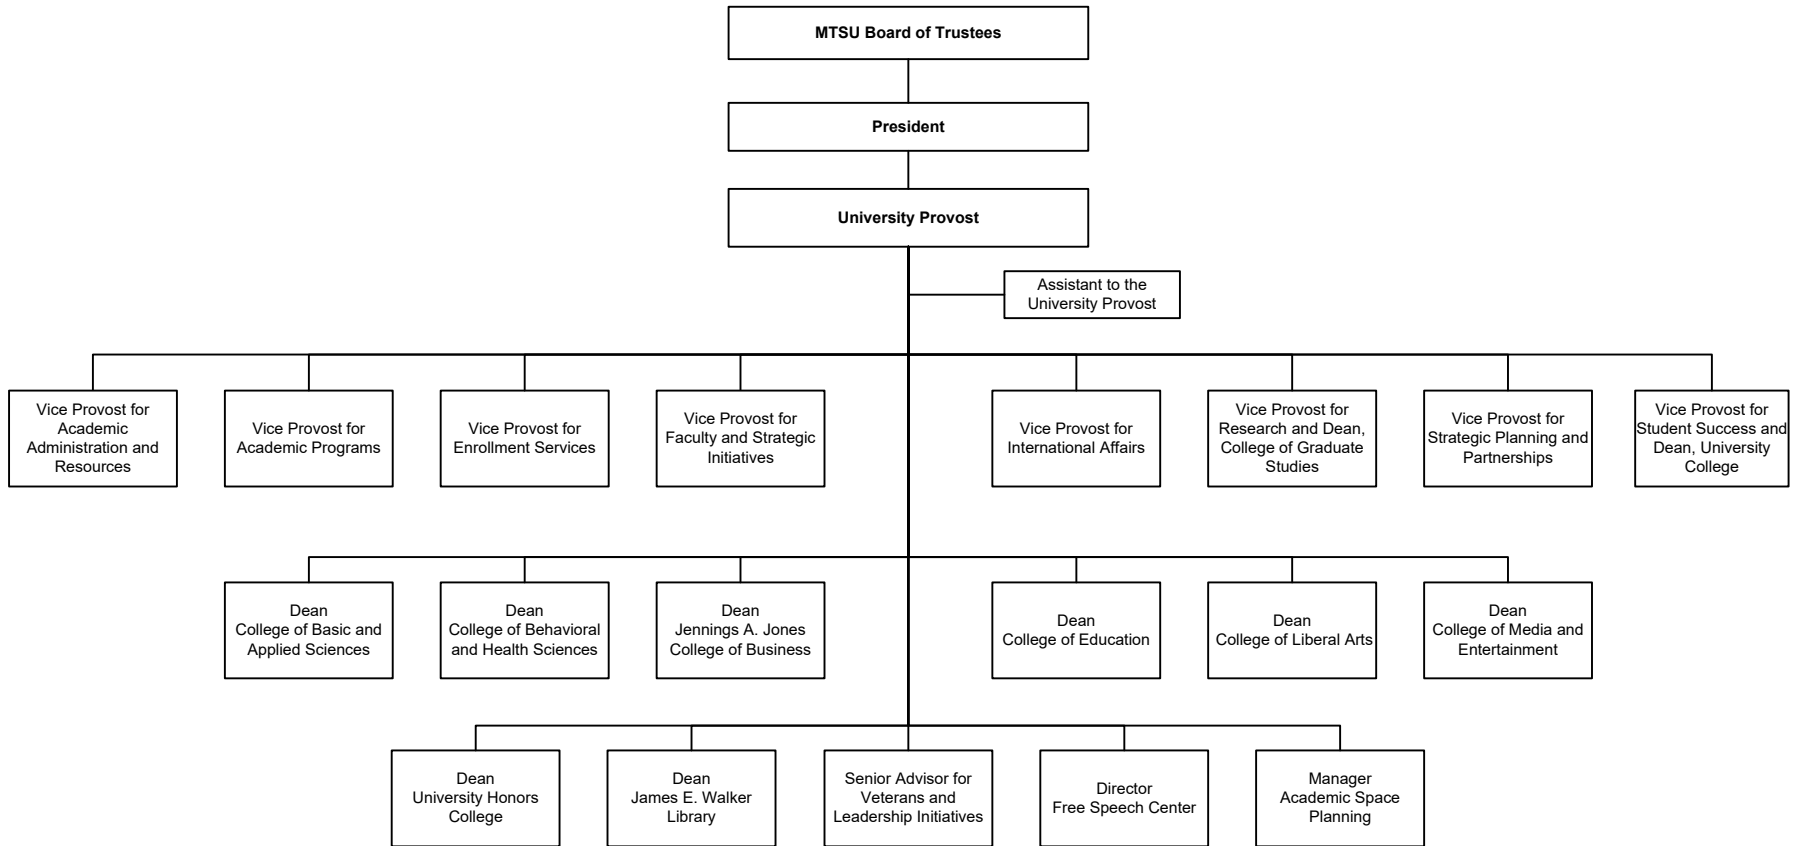 MTSU Board of Trustees
President
University Provost
Assistant to the
University Provost
Vice Provost for
Academic
Administration and
Resources
Vice Provost for
Academic Programs
Vice Provost for
Enrollment Services
Vice Provost for
Faculty and Strategic
Initiatives
Vice Provost for
International Affairs
Vice Provost for
Research and Dean,
College of Graduate
Studies
Vice Provost for
Strategic Planning and
Partnerships
Vice Provost for
Student Success and
Dean, University
College
Dean
College of Basic and
Applied Sciences
Dean
College of Behavioral
and Health Sciences
Dean
Jennings A. Jones
College of Business
Dean
College of Education
Dean
College of Liberal Arts
Dean
College of Media and
Entertainment
Dean
University Honors
College
Dean
James E. Walker
Library
Senior Advisor for
Veterans and
Leadership Initiatives
Director
Free Speech Center
Manager
Academic Space
Planning